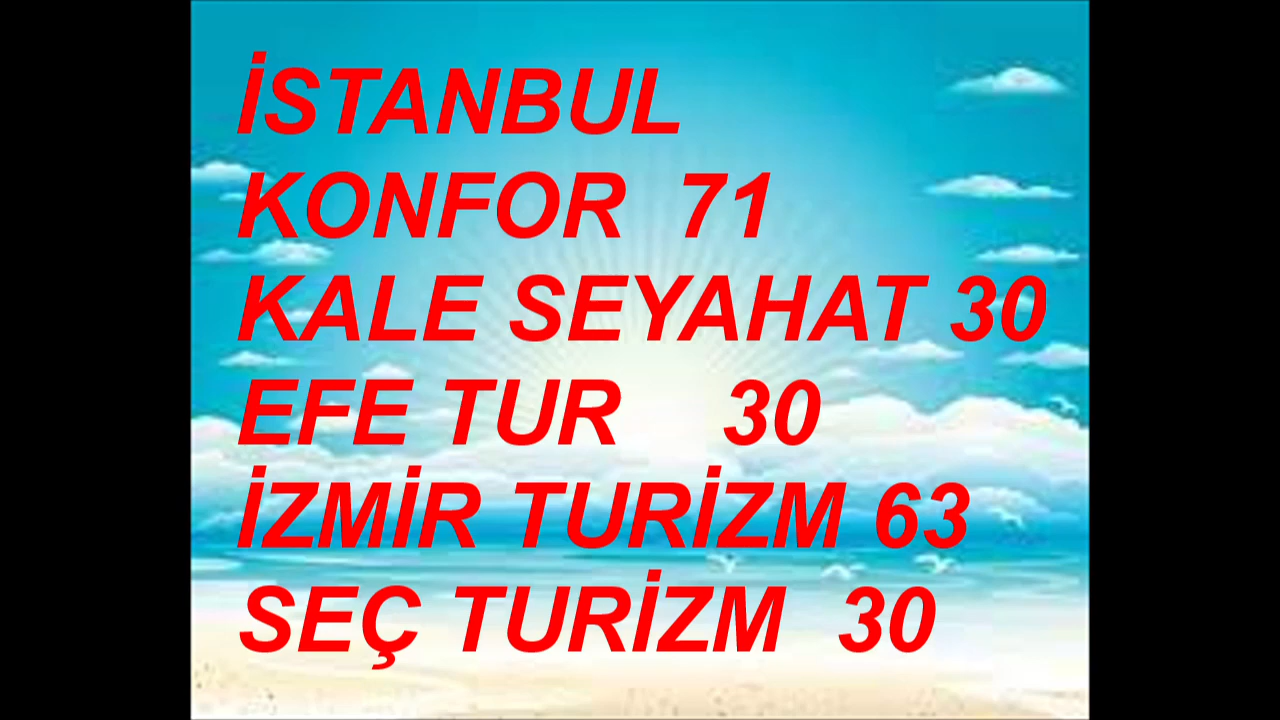 İSTANBUL
KONFOR 71
KALE SEYAHAT 30
EFE TUR 30
İZMİR TURİZM 63
SEÇ TURİZM 30